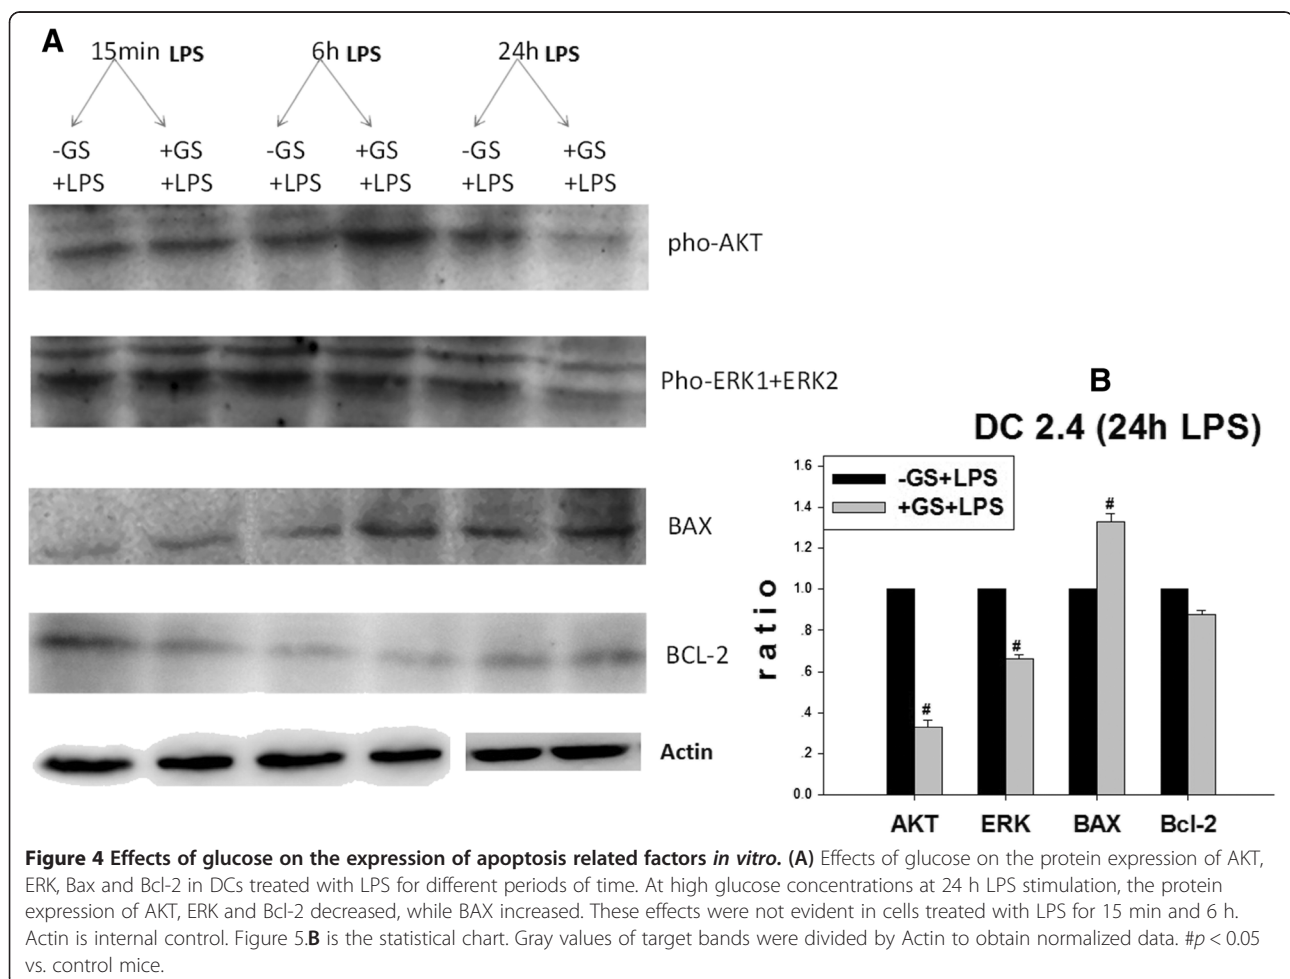 A
15min LPS 6h LPS 24h LPS
-GS +GS -GS +GS -GS +GS
+LPS +LPS +LPS +LPS +LPS +LPS
pho-AKT
Pho-ERK1+ERK2
BAX
BCL-2
Actin
B
DC 2.4 (24h LPS)
-GS+LPS
+GS+LPS
ratio
1.6
1.4
1.2
1.0
.8
.6
.4
.2
0.0
# # #
AKT ERK BAX Bcl-2
Figure 4 Effects of glucose on the expression of apoptosis related factors in vitro. (A) Effects of glucose on the protein expression of AKT,
ERK, Bax and Bcl-2 in DCs treated with LPS for different periods of time. At high glucose concentrations at 24 h LPS stimulation, the protein
expression of AKT, ERK and Bcl-2 decreased, while BAX increased. These effects were not evident in cells treated with LPS for 15 min and 6 h.
Actin is internal control. Figure 5.B is the statistical chart. Gray values of target bands were divided by Actin to obtain normalized data. #p < 0.05
vs. control mice.